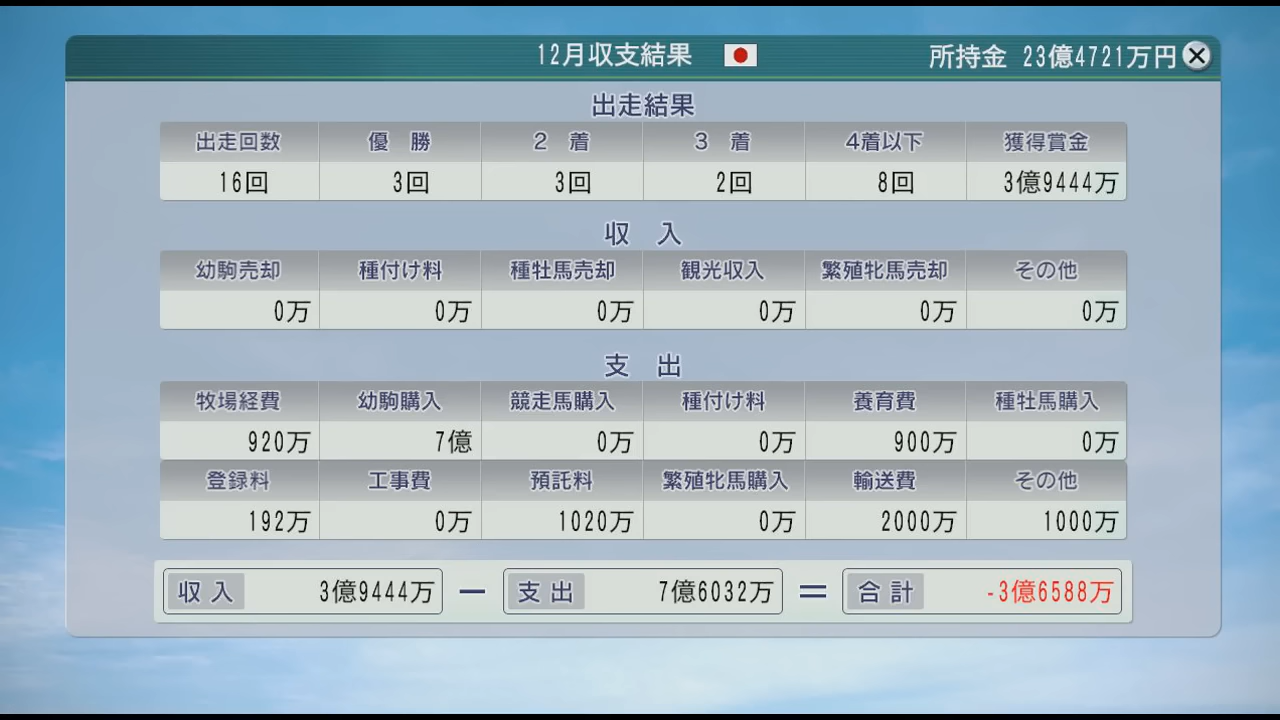 12月収支結果 所持金 23億4721万円
出走結果
出走回数 優 勝 2 着 3 着 4着以下 獲得賞金
16回 3回 3回 2回 8回 3億9444万
収 入
幼駒売却 種付け料 種牡馬売却 観光収入 繁殖牝馬売却 その他
0万 0万 0万 0万 0万 0万
支 出
牧場経費 幼駒購入 競走馬購入 種付け料 養育費 種牡馬購入
920万 7億 0万 0万 900万 0万
登録料 工事費 預託料 繁殖牝馬購入 輸送費 その他
192万 0万 1020万 0万 2000万 1000万
収 入 3億9444万 － 支 出 7億6032万 ＝ 合 計 -3億6588万